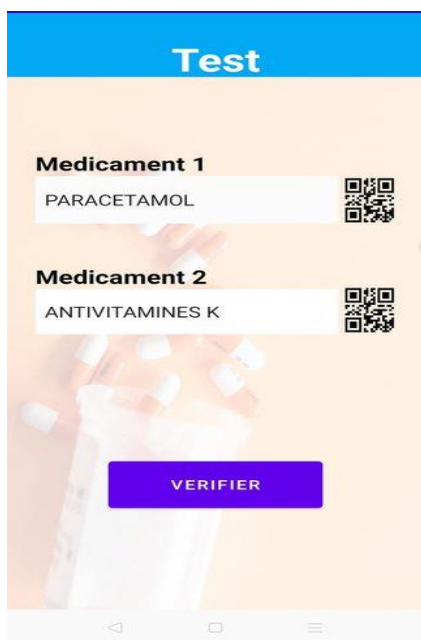 Test
Medicament 1
PARACETAMOL
Medicament 2
ANTIVITAMINES K
VERIFIER